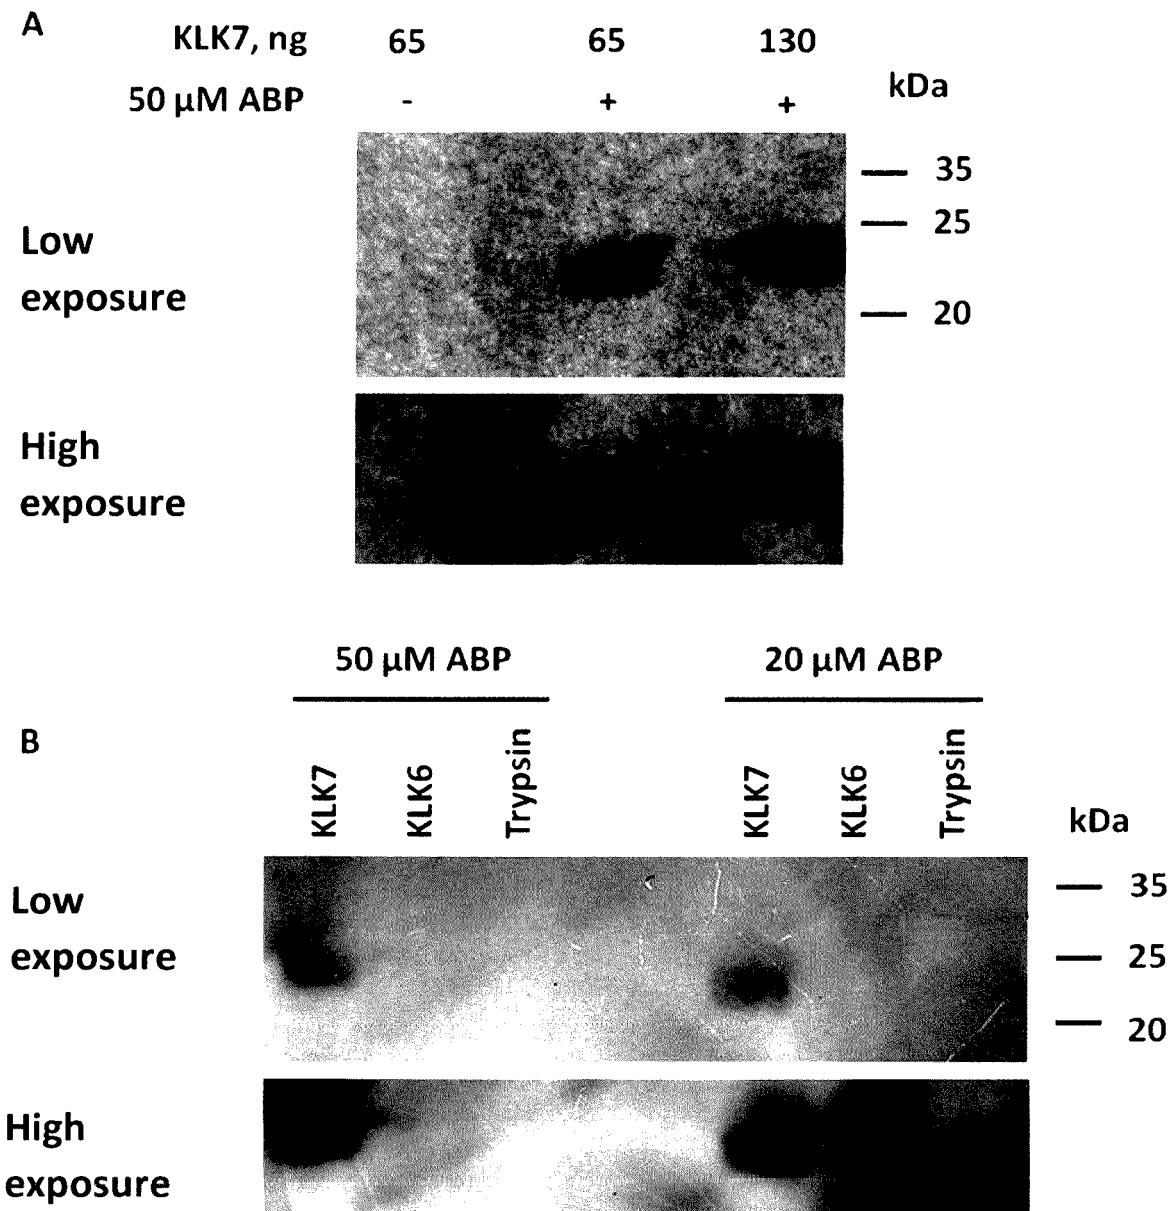 A
KLK7, ng 65 65 130
50 µM ABP - + + kDa
35
Low
exposure
25
20
High
exposure
50 µM ABP 20 µM ABP
B
KLK7 KLK6 Trypsin KLK7 KLK6 Trypsin
kDa
Low
exposure
35
25
20
High
exposure